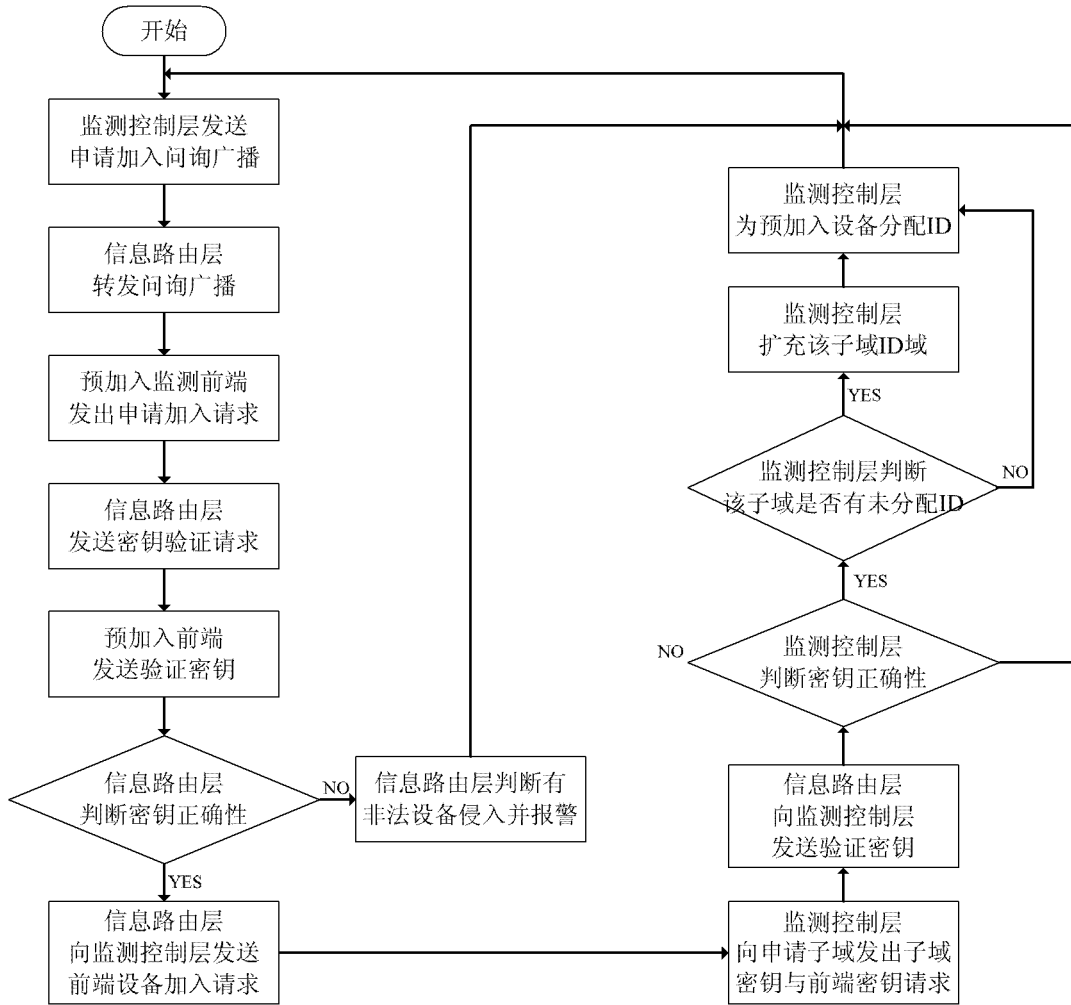 开始
监测控制层发送
申请加入问询广播
信息路由层
转发问询广播
预加入监测前端
发出申请加入请求
信息路由层
发送密钥验证请求
预加入前端
发送验证密钥
信息路由层
判断密钥正确性
NO
信息路由层判断有
非法设备侵入并报警
YES
信息路由层
向监测控制层发送
前端设备加入请求
监测控制层
向申请子域发出子域
密钥与前端密钥请求
信息路由层
向监测控制层
发送验证密钥
监测控制层
判断密钥正确性
NO
YES
监测控制层判断
该子域是否有未分配ID
NO
YES
监测控制层
扩充该子域ID域
监测控制层
为预加入设备分配ID